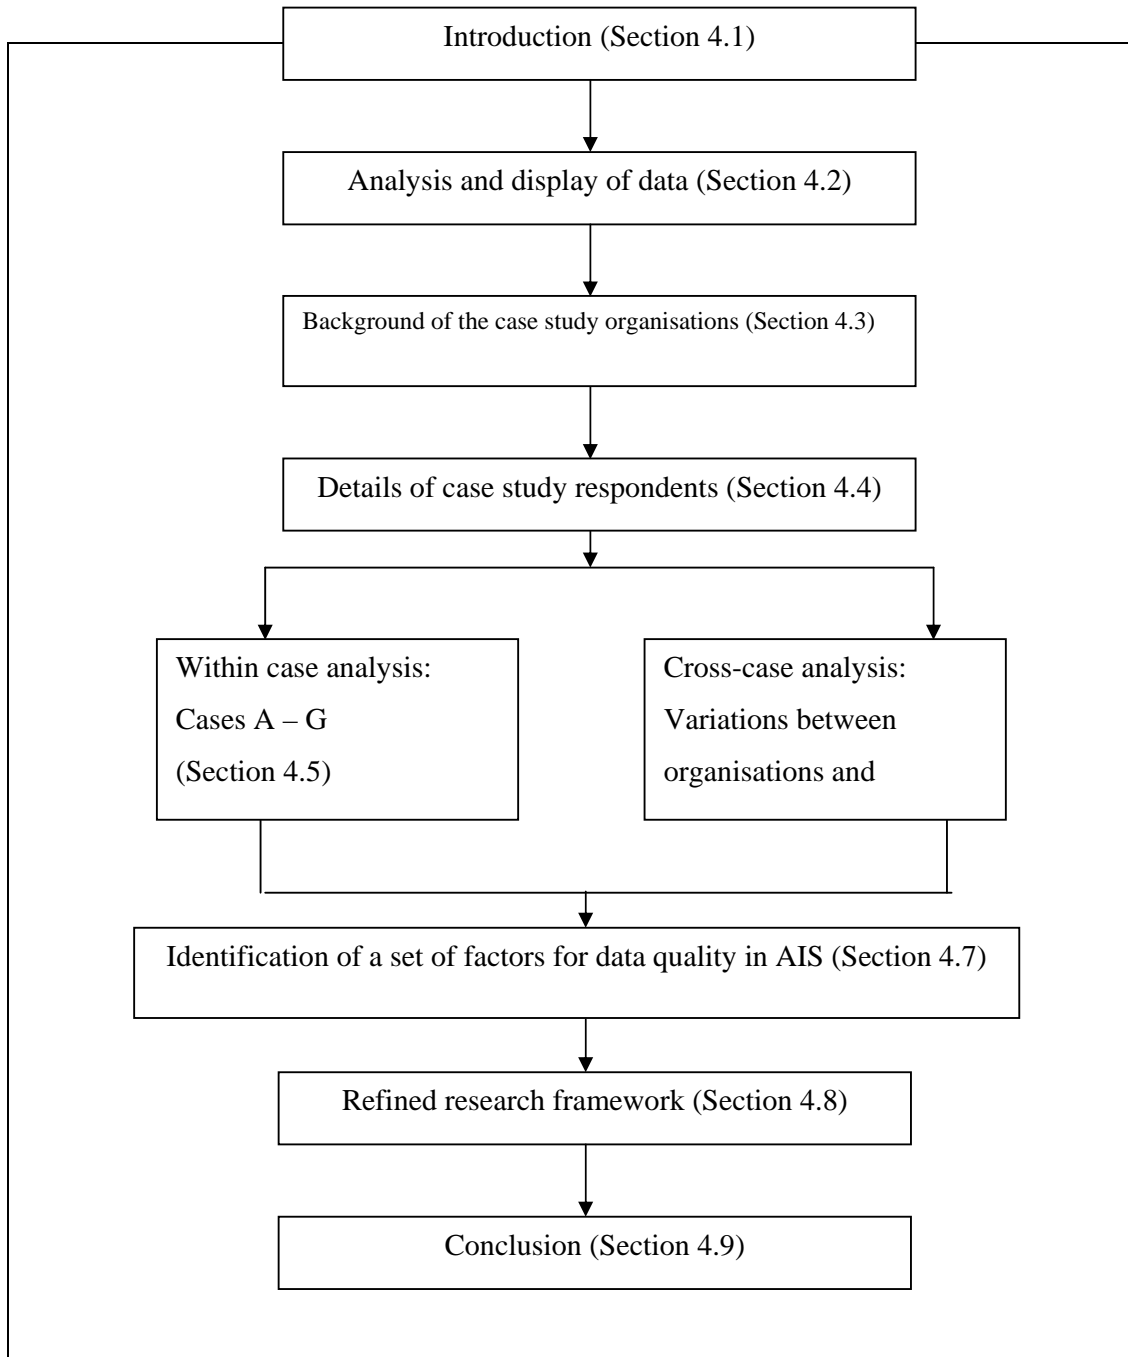 Introduction (Section 4.1)
Analysis and display of data (Section 4.2)
Background of the case study organisations (Section 4.3)
Details of case study respondents (Section 4.4)
Within case analysis:
Cases A – G
(Section 4.5)
Cross-case analysis:
Variations between
organisations and
Identification of a set of factors for data quality in AIS (Section 4.7)
Refined research framework (Section 4.8)
Conclusion (Section 4.9)